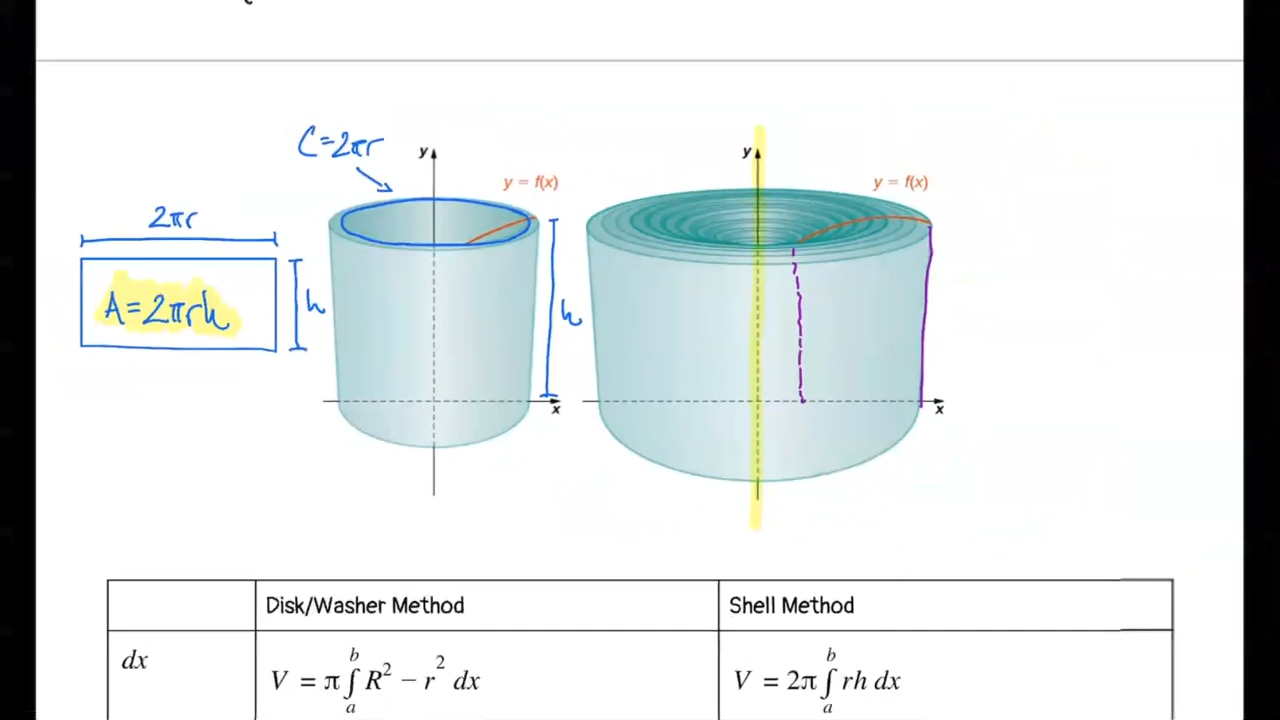 C=2πr
y
y = f(x)
y
y = f(x)
2πr
A=2πrh
h
h
x
x
Disk/Washer Method
Shell Method
dx
V = π∫ₐᵇ R² − r² dx
V = 2π∫ₐᵇ rh dx